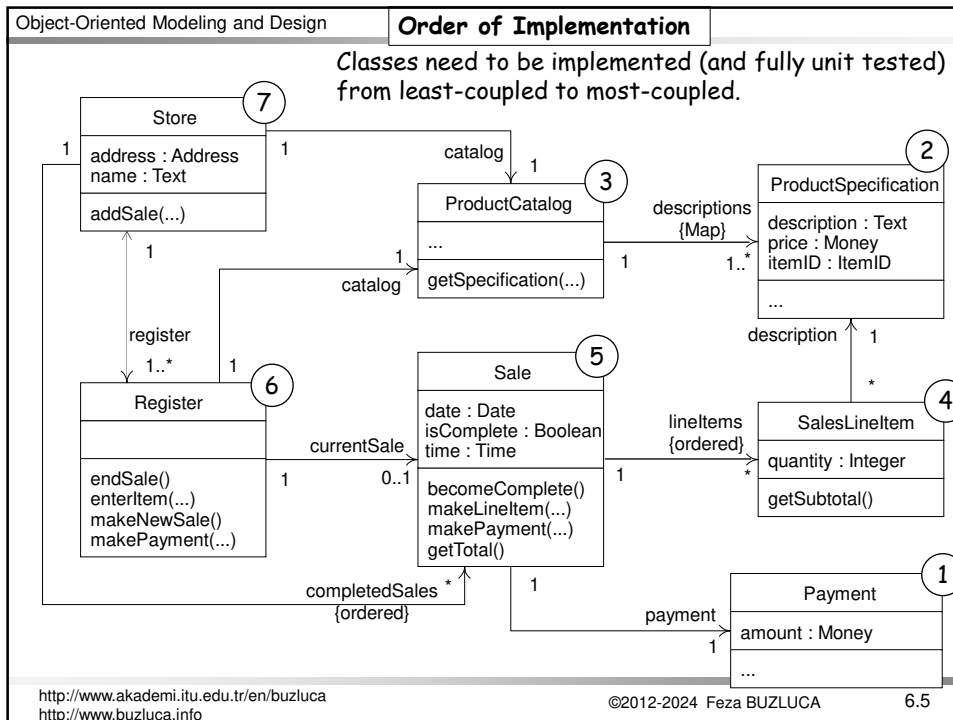 Object-Oriented Modeling and Design
Order of Implementation
Classes need to be implemented (and fully unit tested)
from least-coupled to most-coupled.
7
Store
address : Address
name : Text
addSale(...)
1
1
catalog
1
3
ProductCatalog
...
getSpecification(...)
descriptions
{Map}
1
1..*
2
ProductSpecification
description : Text
price : Money
itemID : ItemID
...
1
register
1..*
1
catalog
1
description
1
*
6
Register
endSale()
enterItem(...)
makeNewSale()
makePayment(...)
currentSale
1
0..1
5
Sale
date : Date
isComplete : Boolean
time : Time
becomeComplete()
makeLineItem(...)
makePayment(...)
getTotal()
lineItems
{ordered}
1
*
4
SalesLineItem
quantity : Integer
getSubtotal()
completedSales
{ordered}
*
1
payment
1
1
Payment
amount : Money
...
http://www.akademi.itu.edu.tr/en/buzluca
http://www.buzluca.info
©2012-2024 Feza BUZLUCA
6.5